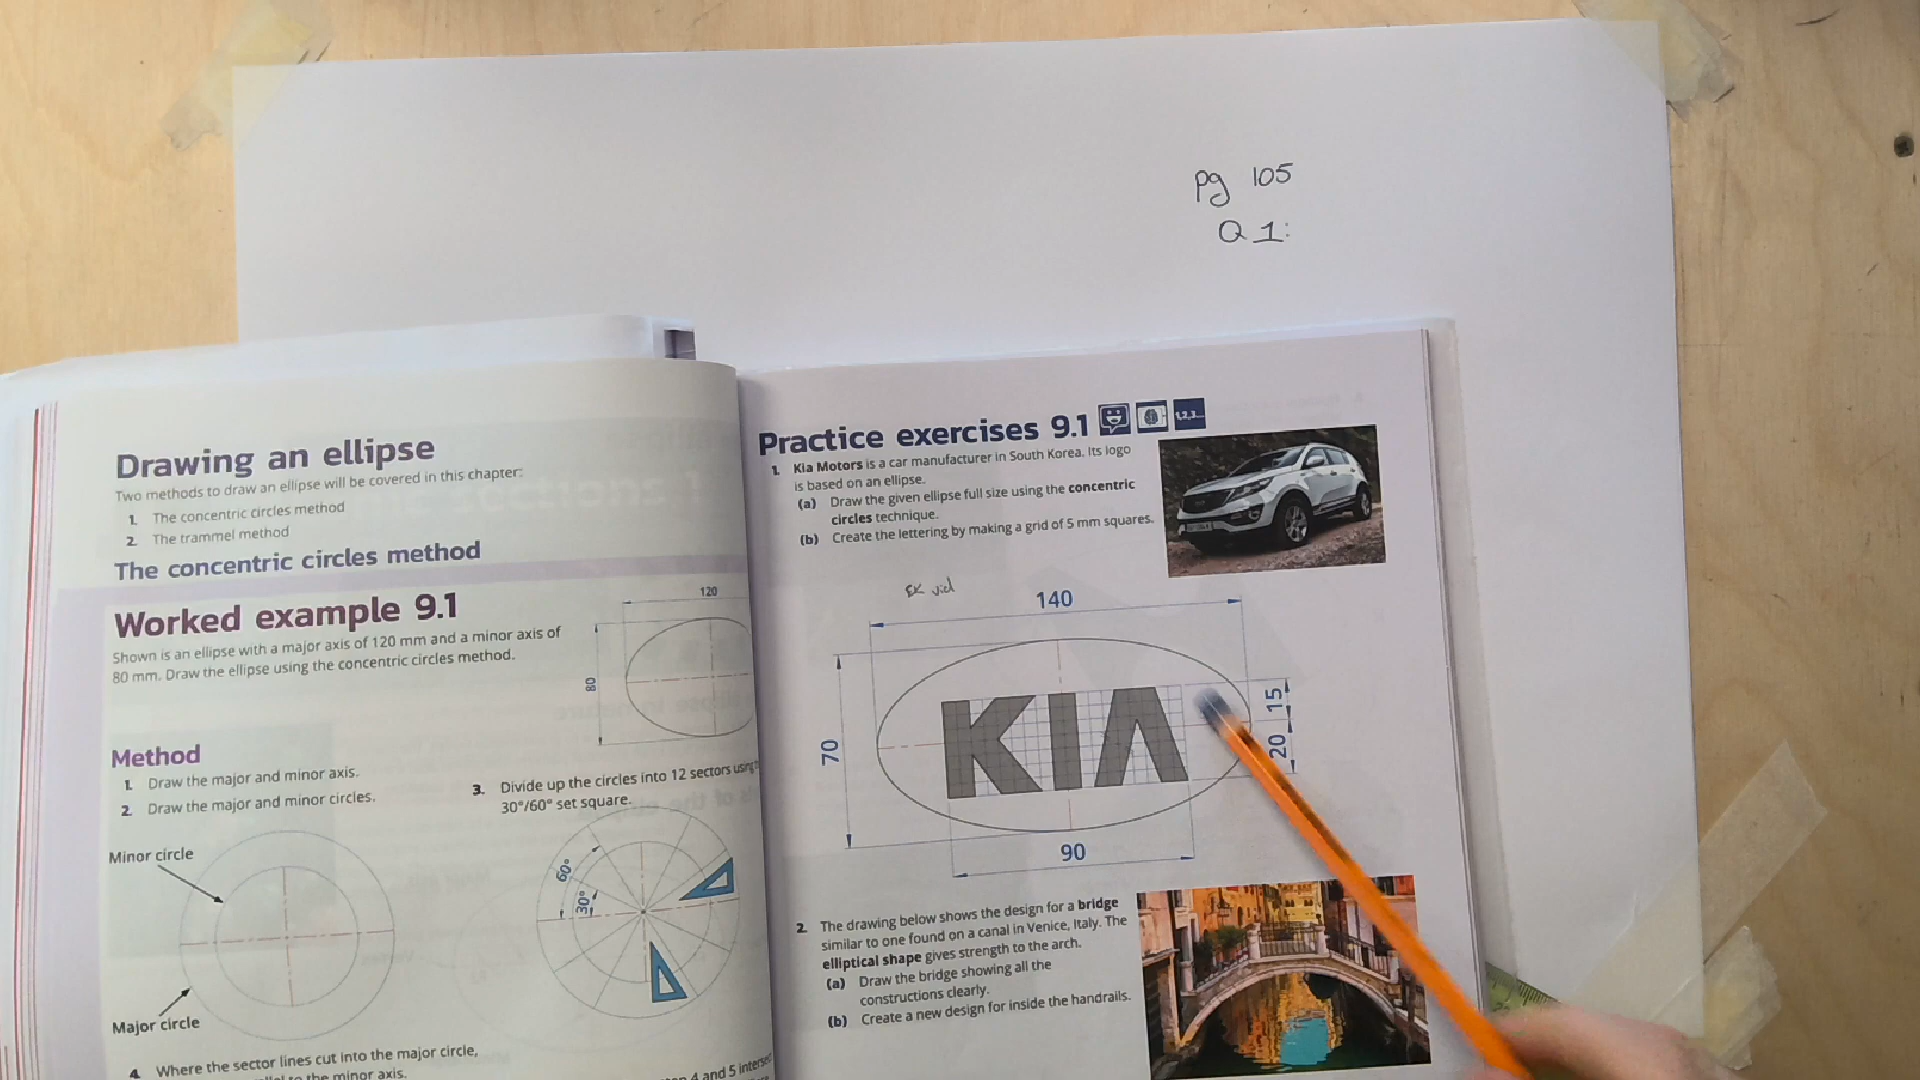 pg 105
Q 1:
Drawing an ellipse
Two methods to draw an ellipse will be covered in this chapter:
1. The concentric circles method
2. The trammel method
The concentric circles method
Worked example 9.1
Shown is an ellipse with a major axis of 120 mm and a minor axis of
80 mm. Draw the ellipse using the concentric circles method.
120
80
Method
1. Draw the major and minor axis.
2. Draw the major and minor circles.
3. Divide up the circles into 12 sectors using
30°/60° set square.
Minor circle
Major circle
60°
30°
4. Where the sector lines cut into the major circle,
to the minor axis.
4 and 5
Practice exercises 9.1
1,2,3...
1. Kia Motors is a car manufacturer in South Korea. Its logo
is based on an ellipse.
(a) Draw the given ellipse full size using the concentric
circles technique.
(b) Create the lettering by making a grid of 5 mm squares.
140
70
KIA
15
20
90
2. The drawing below shows the design for a bridge
similar to one found on a canal in Venice, Italy. The
elliptical shape gives strength to the arch.
(a) Draw the bridge showing all the
constructions clearly.
(b) Create a new design for inside the handrails.